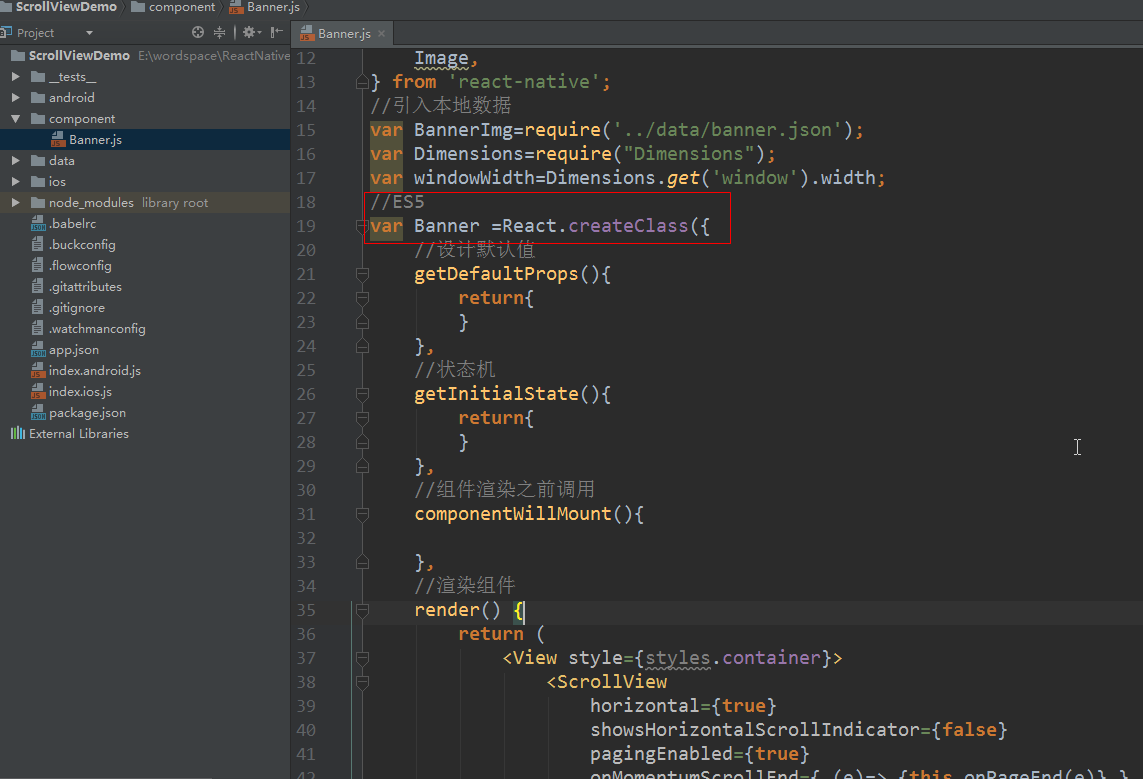 ScrollViewDemo component Banner.js
Project
Banner.js
ScrollViewDemo E:\wordspace\ReactNative
__tests__
android
component
Banner.js
data
ios
node_modules library root
.babelrc
.buckconfig
.flowconfig
.gitattributes
.gitignore
.watchmanconfig
app.json
index.android.js
index.ios.js
package.json
External Libraries
12 Image,
13 } from 'react-native';
14 //引入本地数据
15 var BannerImg=require('../data/banner.json');
16 var Dimensions=require("Dimensions");
17 var windowWidth=Dimensions.get('window').width;
18 //ES5
19 var Banner =React.createClass({
20 //设计默认值
21 getDefaultProps(){
22 return{
23 }
24 },
25 //状态机
26 getInitialState(){
27 return{
28 }
29 },
30 //组件渲染之前调用
31 componentWillMount(){
32
33 },
34 //渲染组件
35 render() {
36 return (
37 <View style={styles.container}>
38 <ScrollView
39 horizontal={true}
40 showsHorizontalScrollIndicator={false}
41 pagingEnabled={true}
42 onMomentumScrollEnd={ (e)=> {this.onPageEnd(e)} }